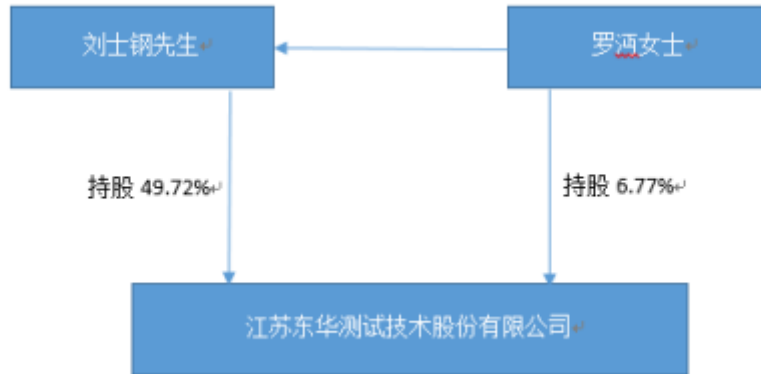 刘士钢先生
罗沔女士
持股 49.72%
持股 6.77%
江苏东华测试技术股份有限公司